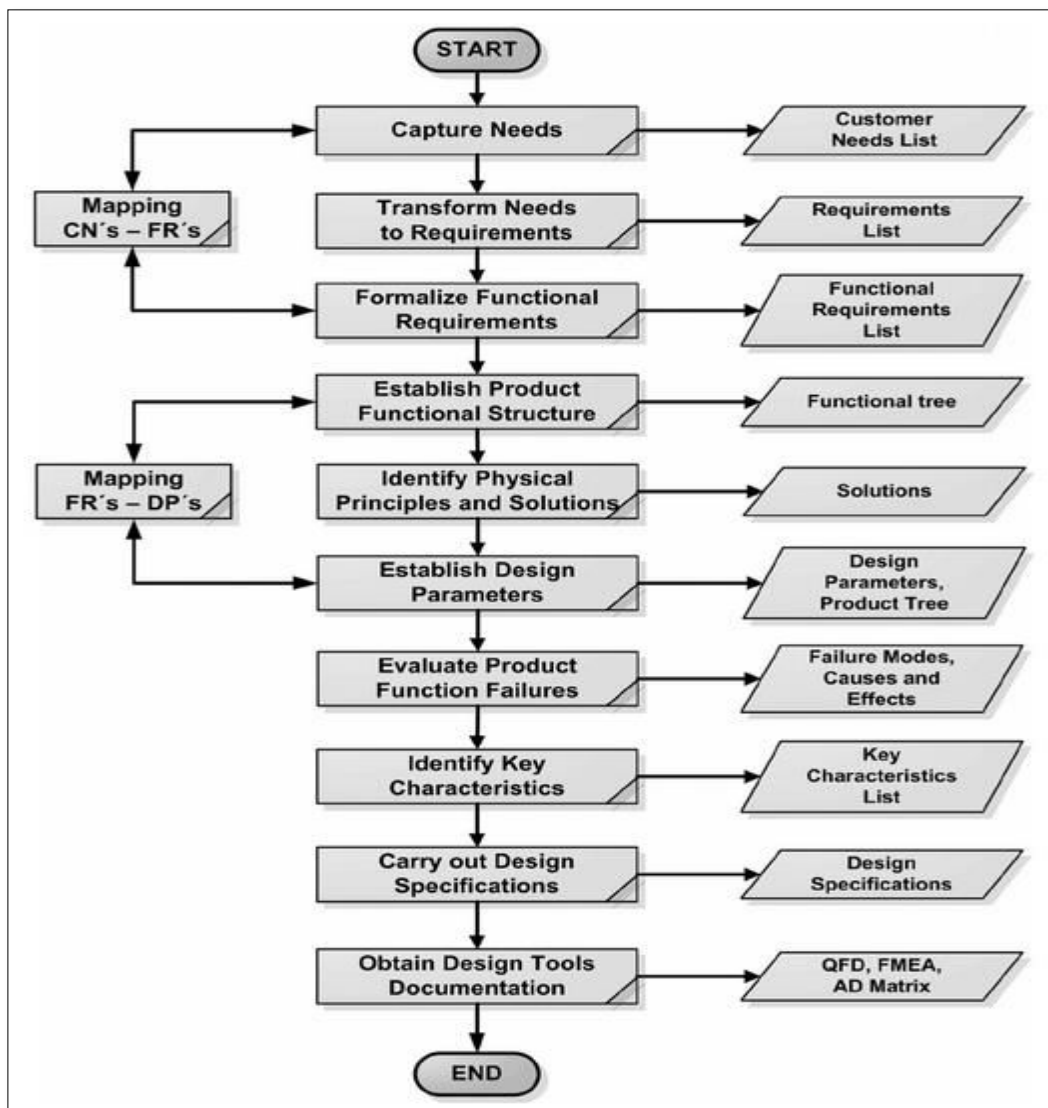 START
Capture Needs
Customer
Needs List
Mapping
CN´s – FR´s
Transform Needs
to Requirements
Requirements
List
Formalize Functional
Requirements
Functional
Requirements
List
Establish Product
Functional Structure
Functional tree
Mapping
FR´s – DP´s
Identify Physical
Principles and Solutions
Solutions
Establish Design
Parameters
Design
Parameters,
Product Tree
Evaluate Product
Function Failures
Failure Modes,
Causes and
Effects
Identify Key
Characteristics
Key
Characteristics
List
Carry out Design
Specifications
Design
Specifications
Obtain Design Tools
Documentation
QFD, FMEA,
AD Matrix
END